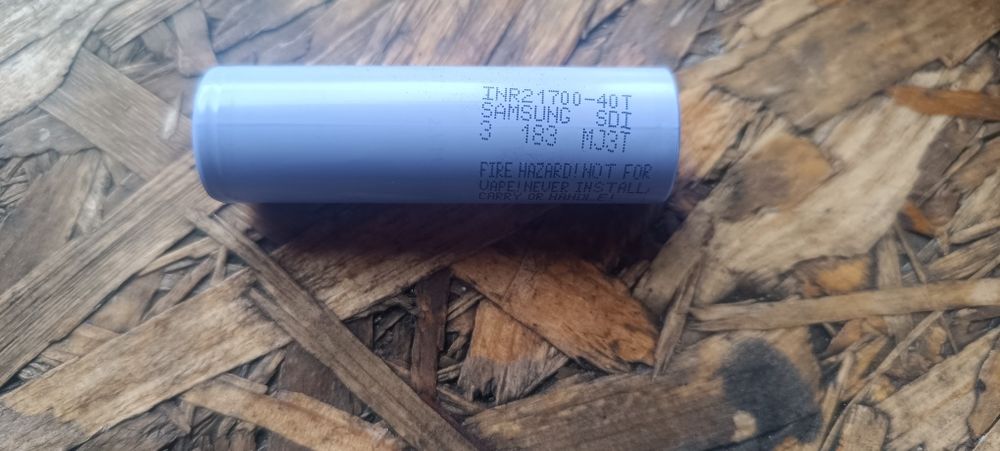 INR21700-40T
SAMSUNG SDI
3 183 MJ3T
FIRE HAZARD! NOT FOR
VAPE! NEVER INSTALL,
CARRY OR HANDLE!